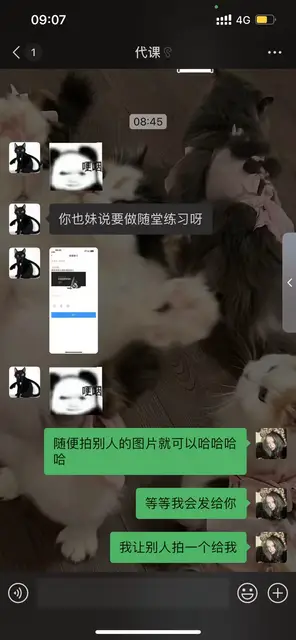 09:07
4G
1
代课
08:45
哽咽
你也妹说要做随堂练习呀
哽咽
随便拍别人的图片就可以哈哈哈
哈
等等我会发给你
我让别人拍一个给我